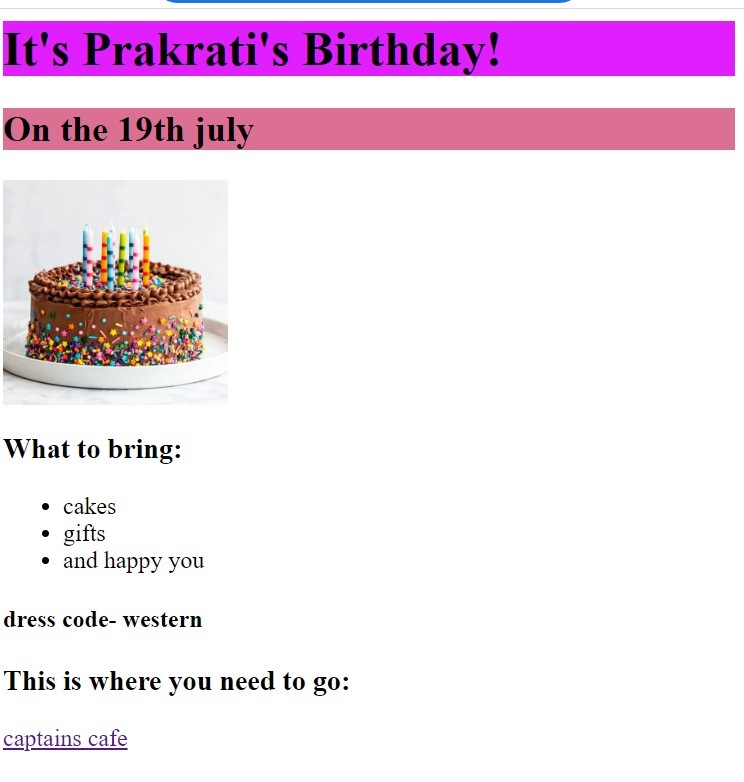 It's Prakrati's Birthday!
On the 19th july
What to bring:
cakes
gifts
and happy you
dress code- western
This is where you need to go:
captains cafe